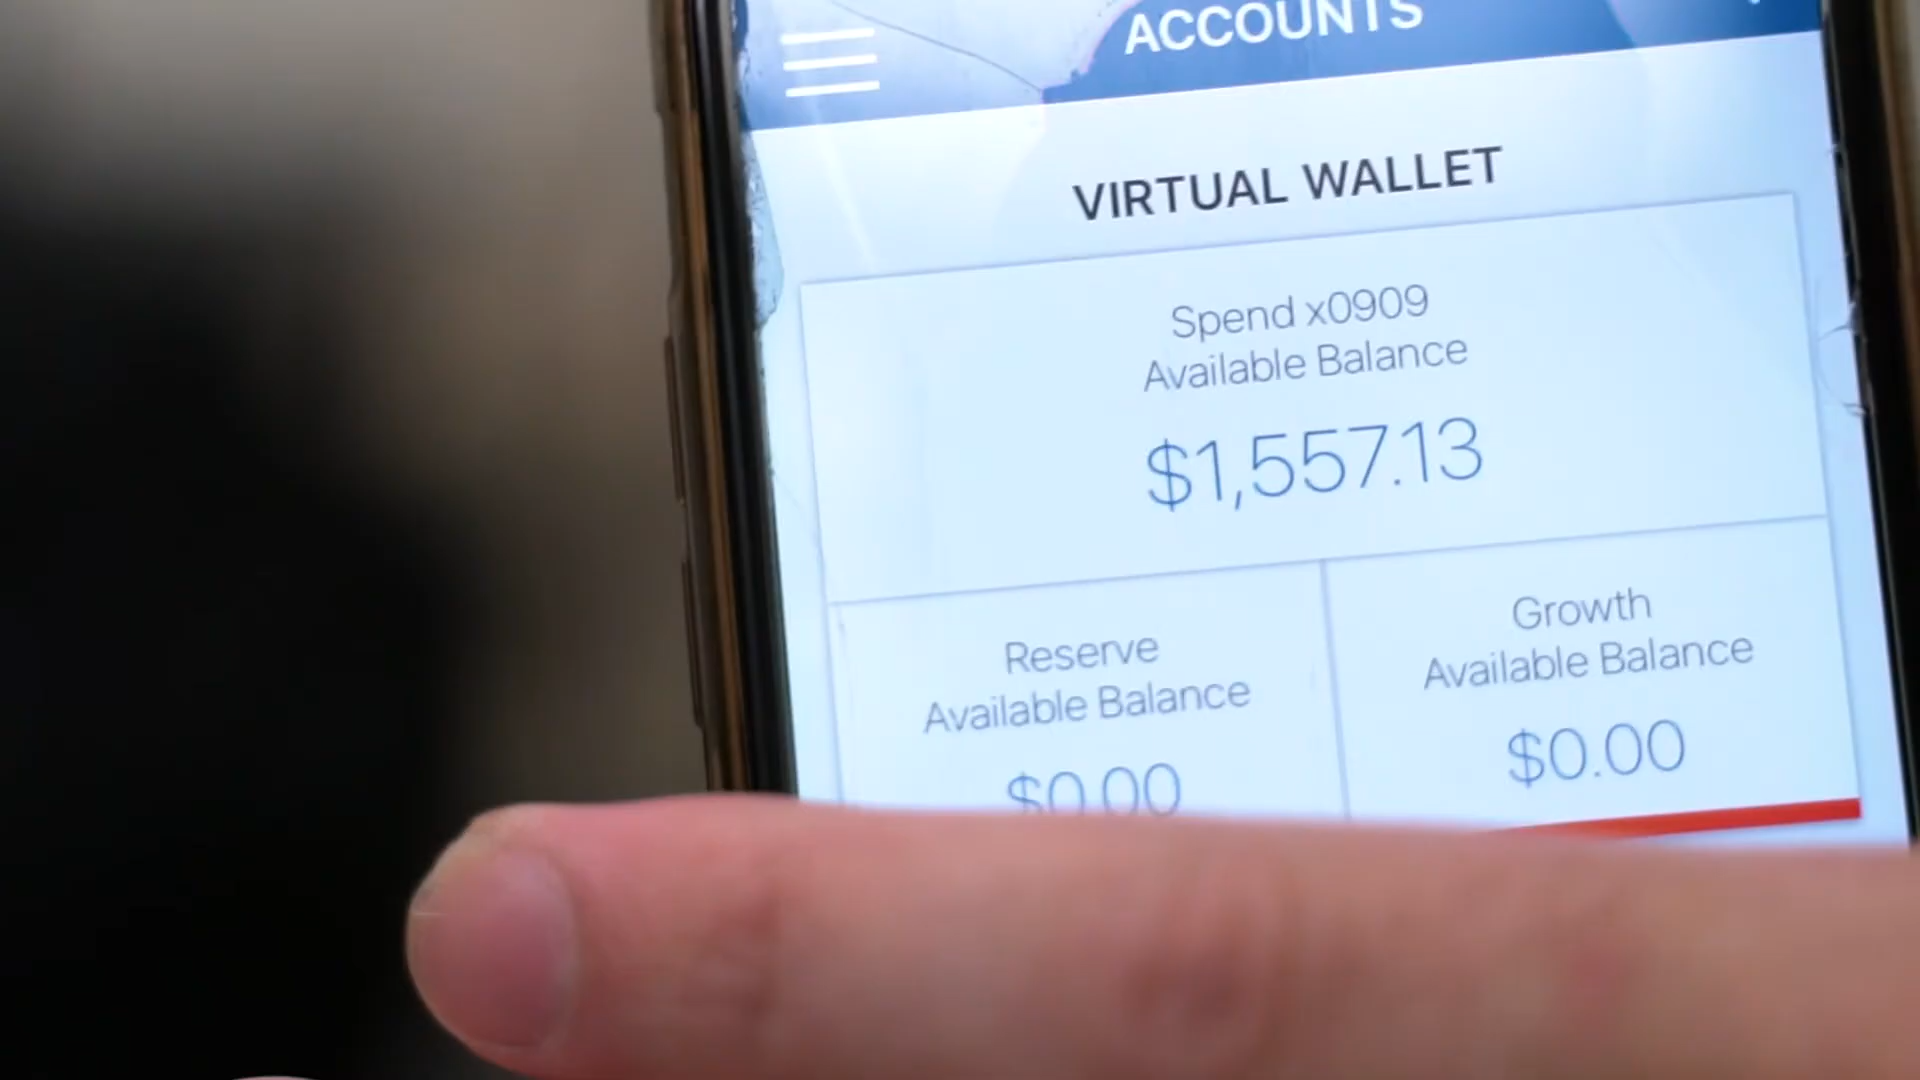 ACCOUNTS
VIRTUAL WALLET
Spend x0909
Available Balance
$1,557.13
Reserve
Available Balance
$0.00
Growth
Available Balance
$0.00